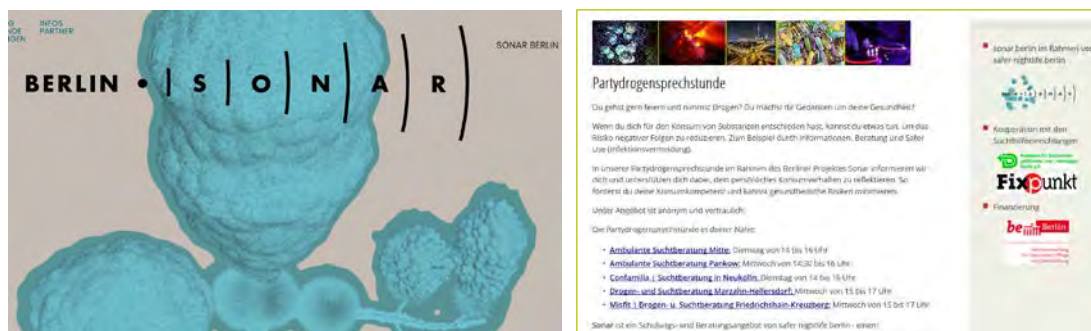 INFOS
PARTNER
SONAR BERLIN
BERLIN • S O N A R
Partydrogensprechstunde
Du gehst gern feiern und nimmst Drogen? Du machst dir Gedanken um deine Gesundheit?
Wenn du dich für den Konsum von Substanzen entschieden hast, kannst du etwas tun, um das
Risiko negativer Folgen zu reduzieren. Zum Beispiel durch Informationen, Beratung und Safer
Use (Infektionsvermeidung).
In unserer Partydrogensprechstunde im Rahmen des Berliner Projektes Sonar informieren wir
dich und unterstützen dich dabei, dein persönliches Konsumverhalten zu reflektieren. So
förderst du deine Konsumkompetenz und kannst gesundheitliche Risiken minimieren.
Unser Angebot ist anonym und vertraulich.
Die Partydrogensprechstunde in deiner Nähe:
• Ambulante Suchtberatung Mitte: Dienstag von 14 bis 16 Uhr
• Ambulante Suchtberatung Pankow: Mittwoch von 14:30 bis 16 Uhr
• Confamilia | Suchtberatung in Neukölln: Dienstag von 14 bis 16 Uhr
• Drogen- und Suchtberatung Marzahn-Hellersdorf: Mittwoch von 15 bis 17 Uhr
• Misfit | Drogen- u. Suchtberatung Friedrichshain-Kreuzberg: Mittwoch von 15 bis 17 Uhr
Sonar ist ein Schulungs- und Beratungsangebot von safer nightlife berlin - einen
sonar.berlin im Rahmen von
safer-nightlife.berlin
Kooperation mit den
Suchthilfeeinrichtungen
Fixpunkt
Finanzierung
be Berlin